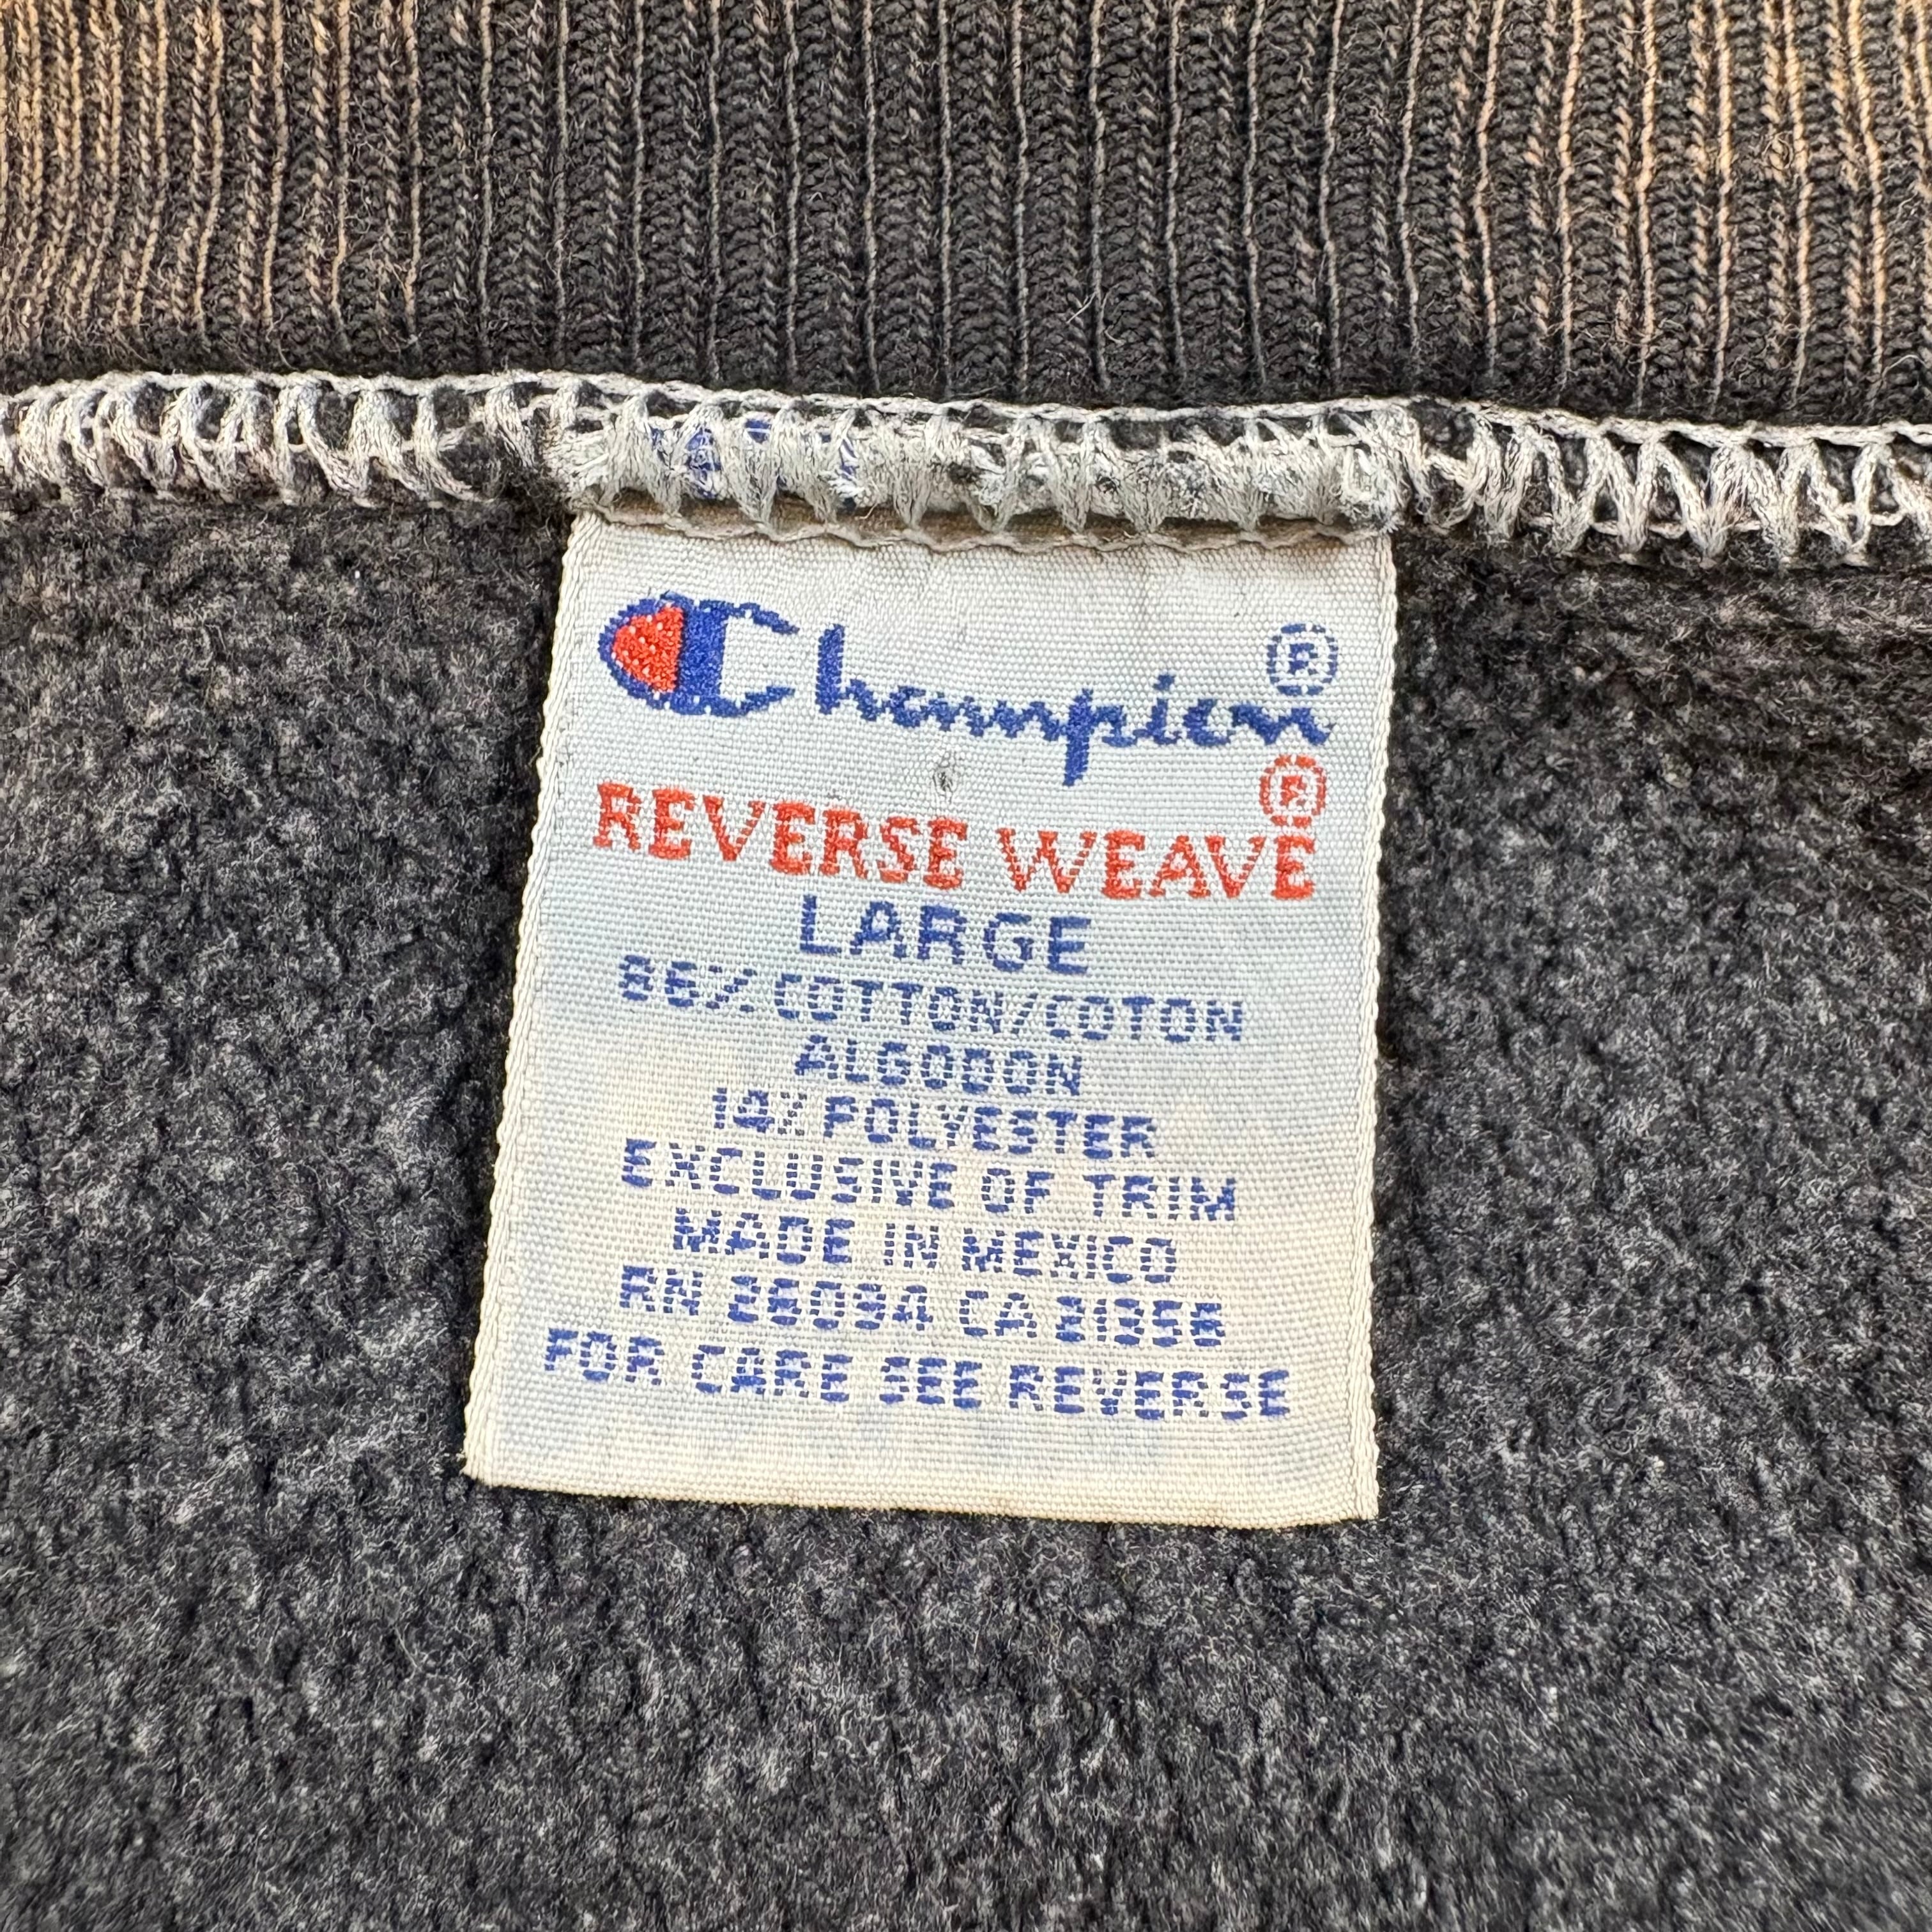 Champion®
REVERSE WEAVE®
LARGE
86% COTTON/COTON
ALGODON
14% POLYESTER
EXCLUSIVE OF TRIM
MADE IN MEXICO
RN 26094 CA 21356
FOR CARE SEE REVERSE